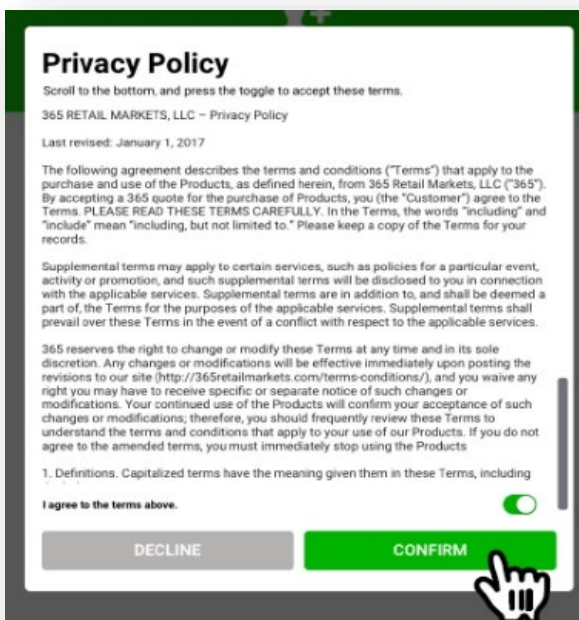 Privacy Policy
Scroll to the bottom, and press the toggle to accept these terms.
365 RETAIL MARKETS, LLC – Privacy Policy
Last revised: January 1, 2017
The following agreement describes the terms and conditions ("Terms") that apply to the
purchase and use of the Products, as defined herein, from 365 Retail Markets, LLC ("365").
By accepting a 365 quote for the purchase of Products, you (the "Customer") agree to the
Terms. PLEASE READ THESE TERMS CAREFULLY. In the Terms, the words "including" and
"include" mean "including, but not limited to." Please keep a copy of the Terms for your
records.
Supplemental terms may apply to certain services, such as policies for a particular event,
activity or promotion, and such supplemental terms will be disclosed to you in connection
with the applicable services. Supplemental terms are in addition to, and shall be deemed a
part of, the Terms for the purposes of the applicable services. Supplemental terms shall
prevail over these Terms in the event of a conflict with respect to the applicable services.
365 reserves the right to change or modify these Terms at any time and in its sole
discretion. Any changes or modifications will be effective immediately upon posting the
revisions to our site (http://365retailmarkets.com/terms-conditions/), and you waive any
right you may have to receive specific or separate notice of such changes or
modifications. Your continued use of the Products will confirm your acceptance of such
changes or modifications; therefore, you should frequently review these Terms to
understand the terms and conditions that apply to your use of our Products. If you do not
agree to the amended terms, you must immediately stop using the Products
1. Definitions. Capitalized terms have the meaning given them in these Terms, including
I agree to the terms above.
DECLINE
CONFIRM